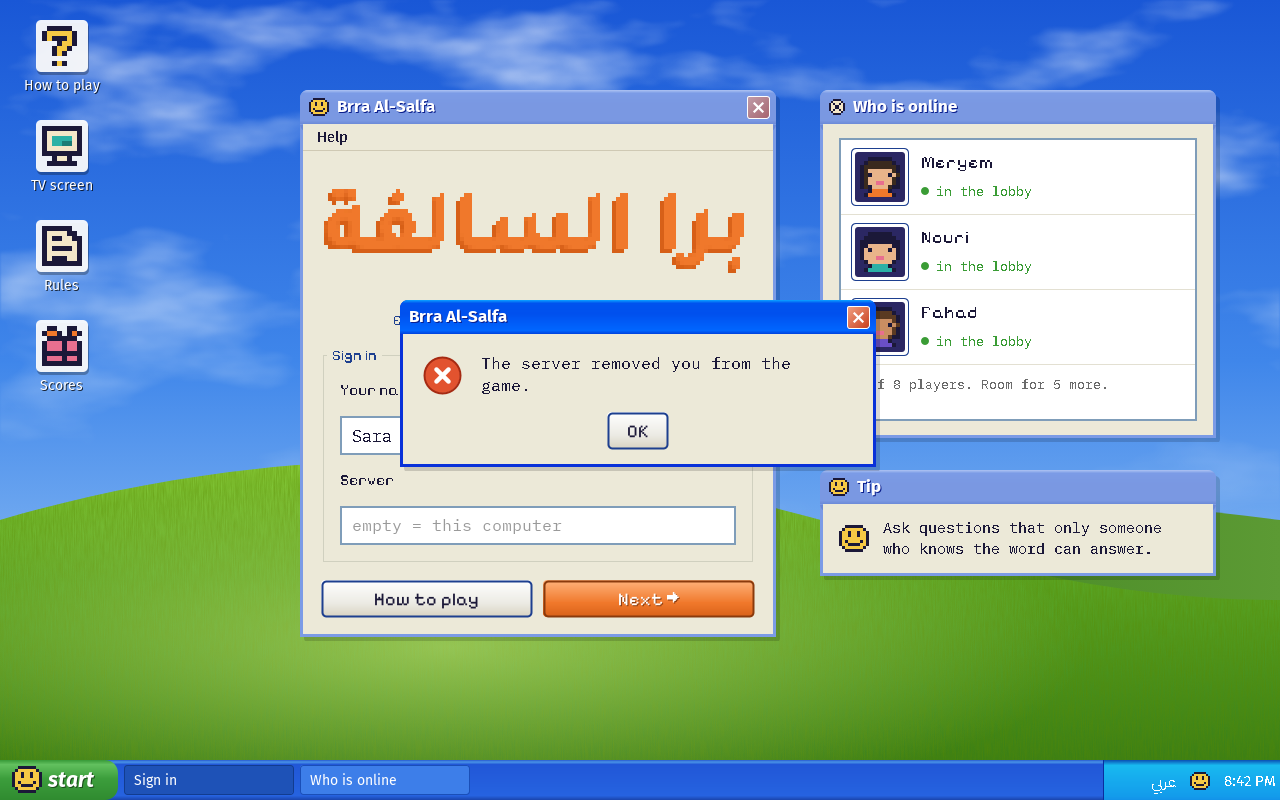 How to play
TV screen
Rules
Scores
Brra Al-Salfa
Help
برا السالفة
Sign in
Your na
Sara
Server
empty = this computer
How to play
Next
Brra Al-Salfa
The server removed you from the
game.
OK
Who is online
Meryem
in the lobby
Nouri
in the lobby
Fahad
in the lobby
f 8 players. Room for 5 more.
Tip
Ask questions that only someone
who knows the word can answer.
start
Sign in
Who is online
عربي
8:42 PM